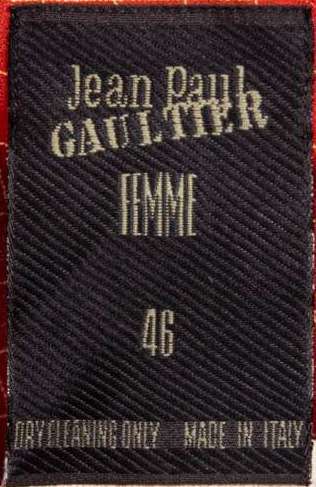 Jean Paul
GAULTIER
FEMME
46
DRY CLEANING ONLY MADE IN ITALY